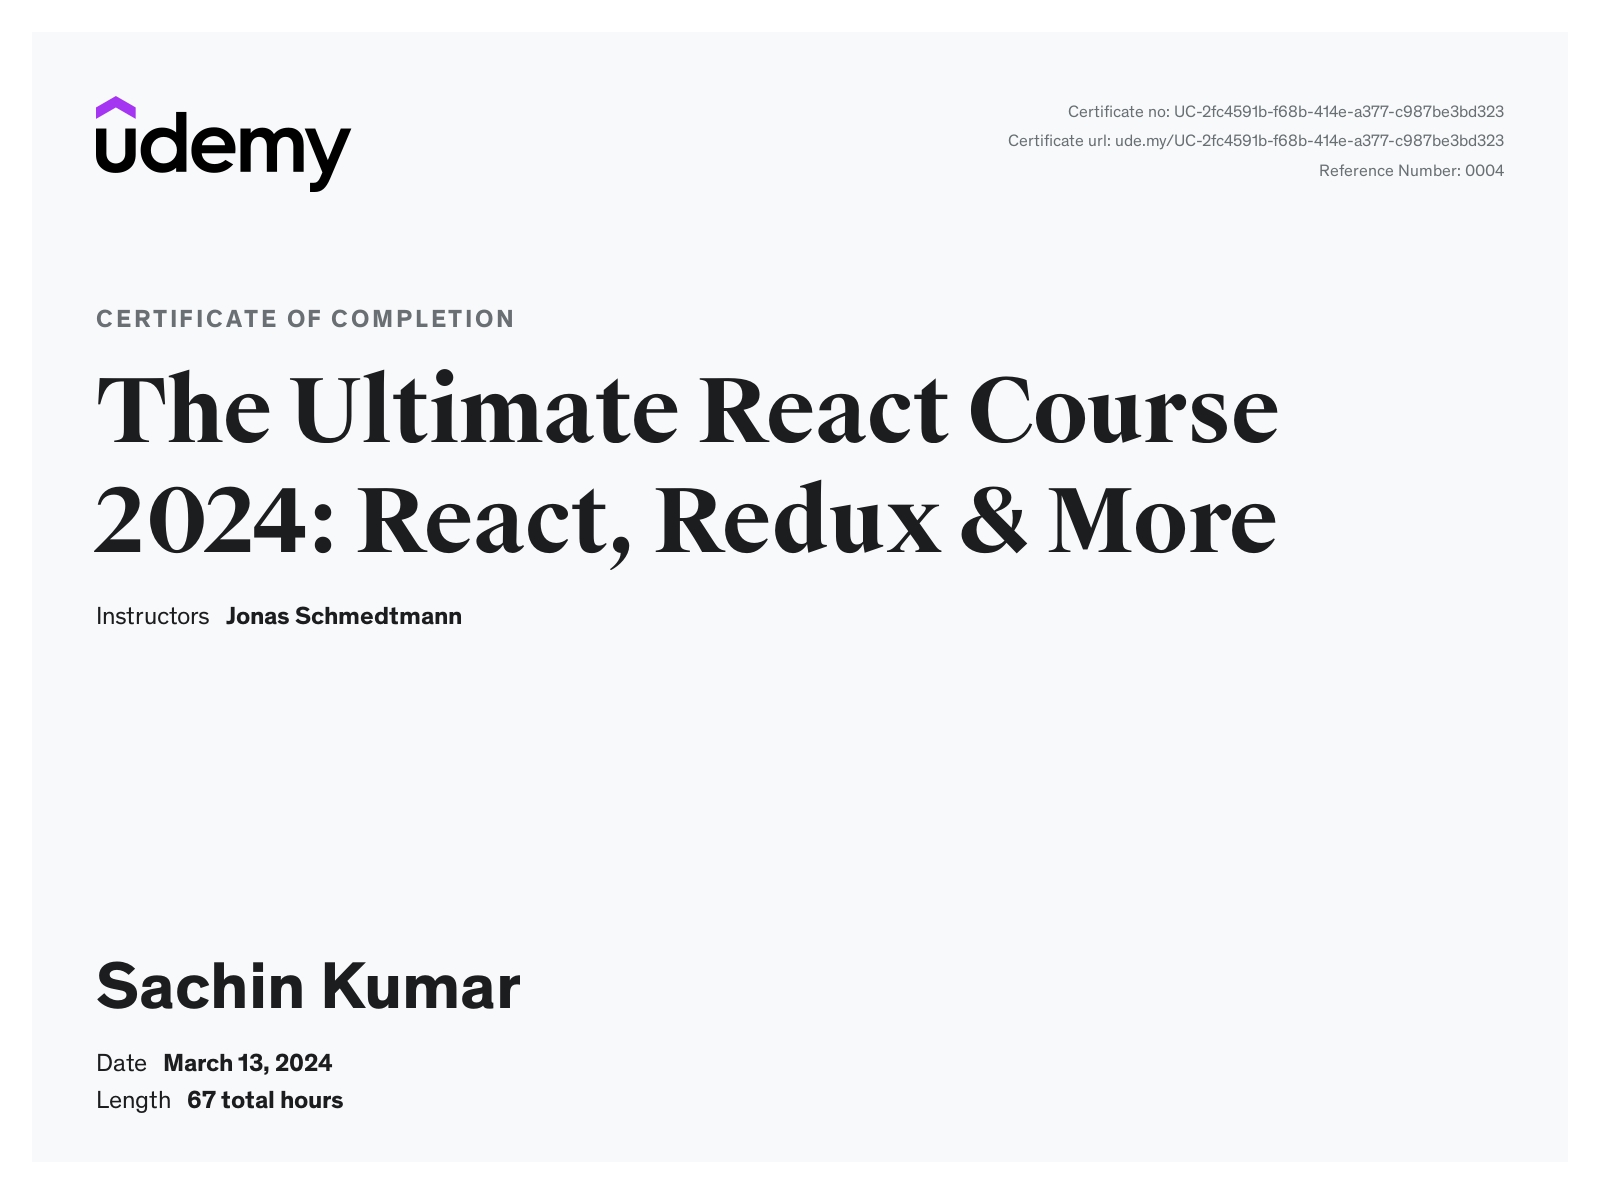 udemy
Certificate no: UC-2fc4591b-f68b-414e-a377-c987be3bd323
Certificate url: ude.my/UC-2fc4591b-f68b-414e-a377-c987be3bd323
Reference Number: 0004
CERTIFICATE OF COMPLETION
The Ultimate React Course
2024: React, Redux & More
Instructors Jonas Schmedtmann
Sachin Kumar
Date March 13, 2024
Length 67 total hours